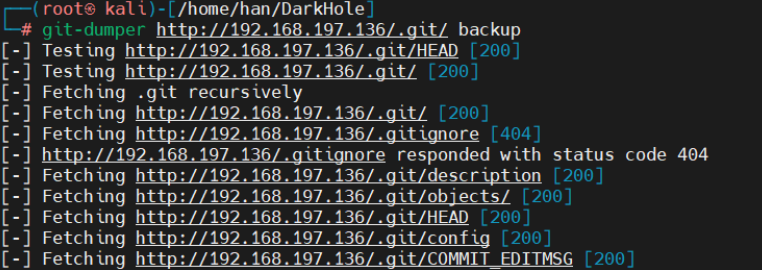 ┌──(root㉿kali)-[/home/han/DarkHole]
└─# git-dumper http://192.168.197.136/.git/ backup
[-] Testing http://192.168.197.136/.git/HEAD [200]
[-] Testing http://192.168.197.136/.git/ [200]
[-] Fetching .git recursively
[-] Fetching http://192.168.197.136/.git/ [200]
[-] Fetching http://192.168.197.136/.gitignore [404]
[-] http://192.168.197.136/.gitignore responded with status code 404
[-] Fetching http://192.168.197.136/.git/description [200]
[-] Fetching http://192.168.197.136/.git/objects/ [200]
[-] Fetching http://192.168.197.136/.git/HEAD [200]
[-] Fetching http://192.168.197.136/.git/config [200]
[-] Fetching http://192.168.197.136/.git/COMMIT_EDITMSG [200]